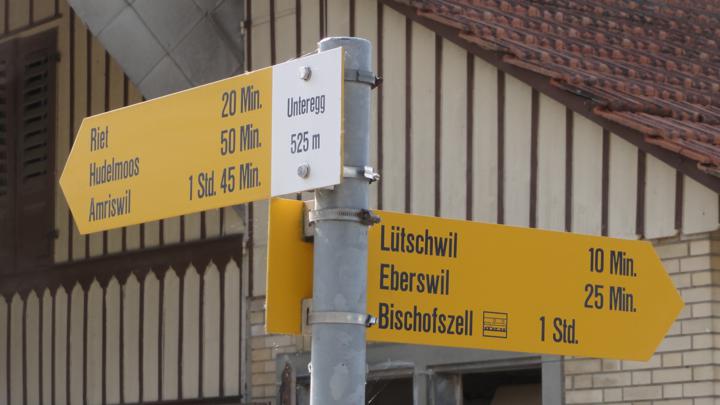 Riet 20 Min.
Hudelmoos 50 Min.
Amriswil 1 Std. 45 Min.
Unteregg
525 m
Lütschwil 10 Min.
Eberswil 25 Min.
Bischofszell 1 Std.